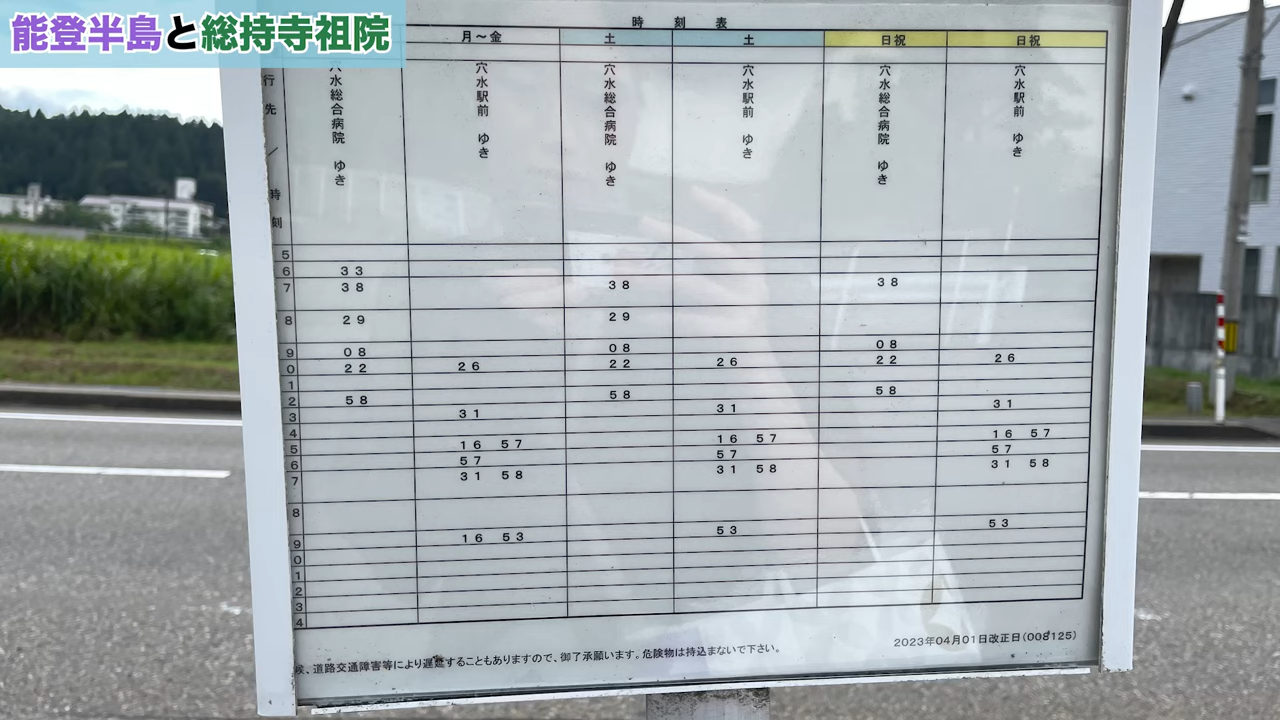 能登半島と総持寺祖院
時刻表
月～金 土 土 日祝 日祝
行先／時刻
穴水総合病院 ゆき
穴水駅前 ゆき
穴水総合病院 ゆき
穴水駅前 ゆき
穴水総合病院 ゆき
穴水駅前 ゆき
5
6 33
7 38 38 38
8 29 29
9 08 08 08
0 22 26 22 26 22 26
1
2 58 58 58
3 31 31 31
4
5 16 57 16 57 16 57
6 57 57 57
7 31 58 31 58 31 58
8
9 16 53 53 53
0
1
2
3
4
候、道路交通障害等により遅延することもありますので、御了承願います。危険物は持込まないで下さい。
2023年04月01日改正日(008125)